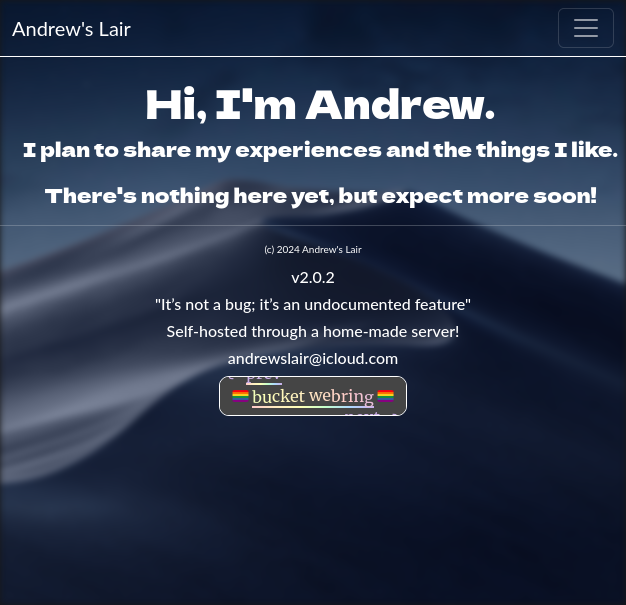 Andrew's Lair
Hi, I'm Andrew.
I plan to share my experiences and the things I like.
There's nothing here yet, but expect more soon!
(c) 2024 Andrew's Lair
v2.0.2
"It’s not a bug; it’s an undocumented feature"
Self-hosted through a home-made server!
andrewslair@icloud.com
bucket webring